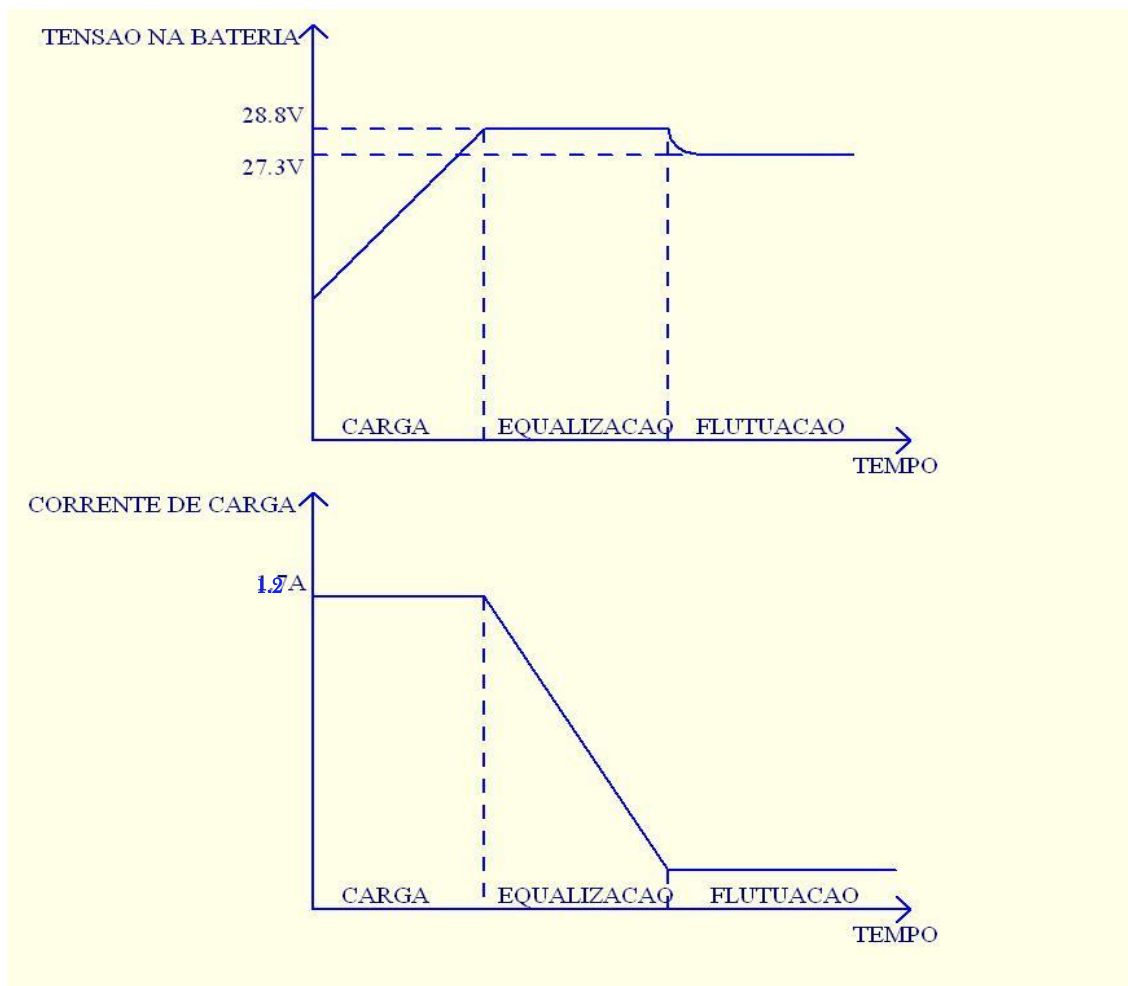 TENSAO NA BATERIA
28.8V
27.3V
CARGA EQUALIZACAO FLUTUACAO
TEMPO
CORRENTE DE CARGA
CARGA EQUALIZACAO FLUTUACAO
TEMPO